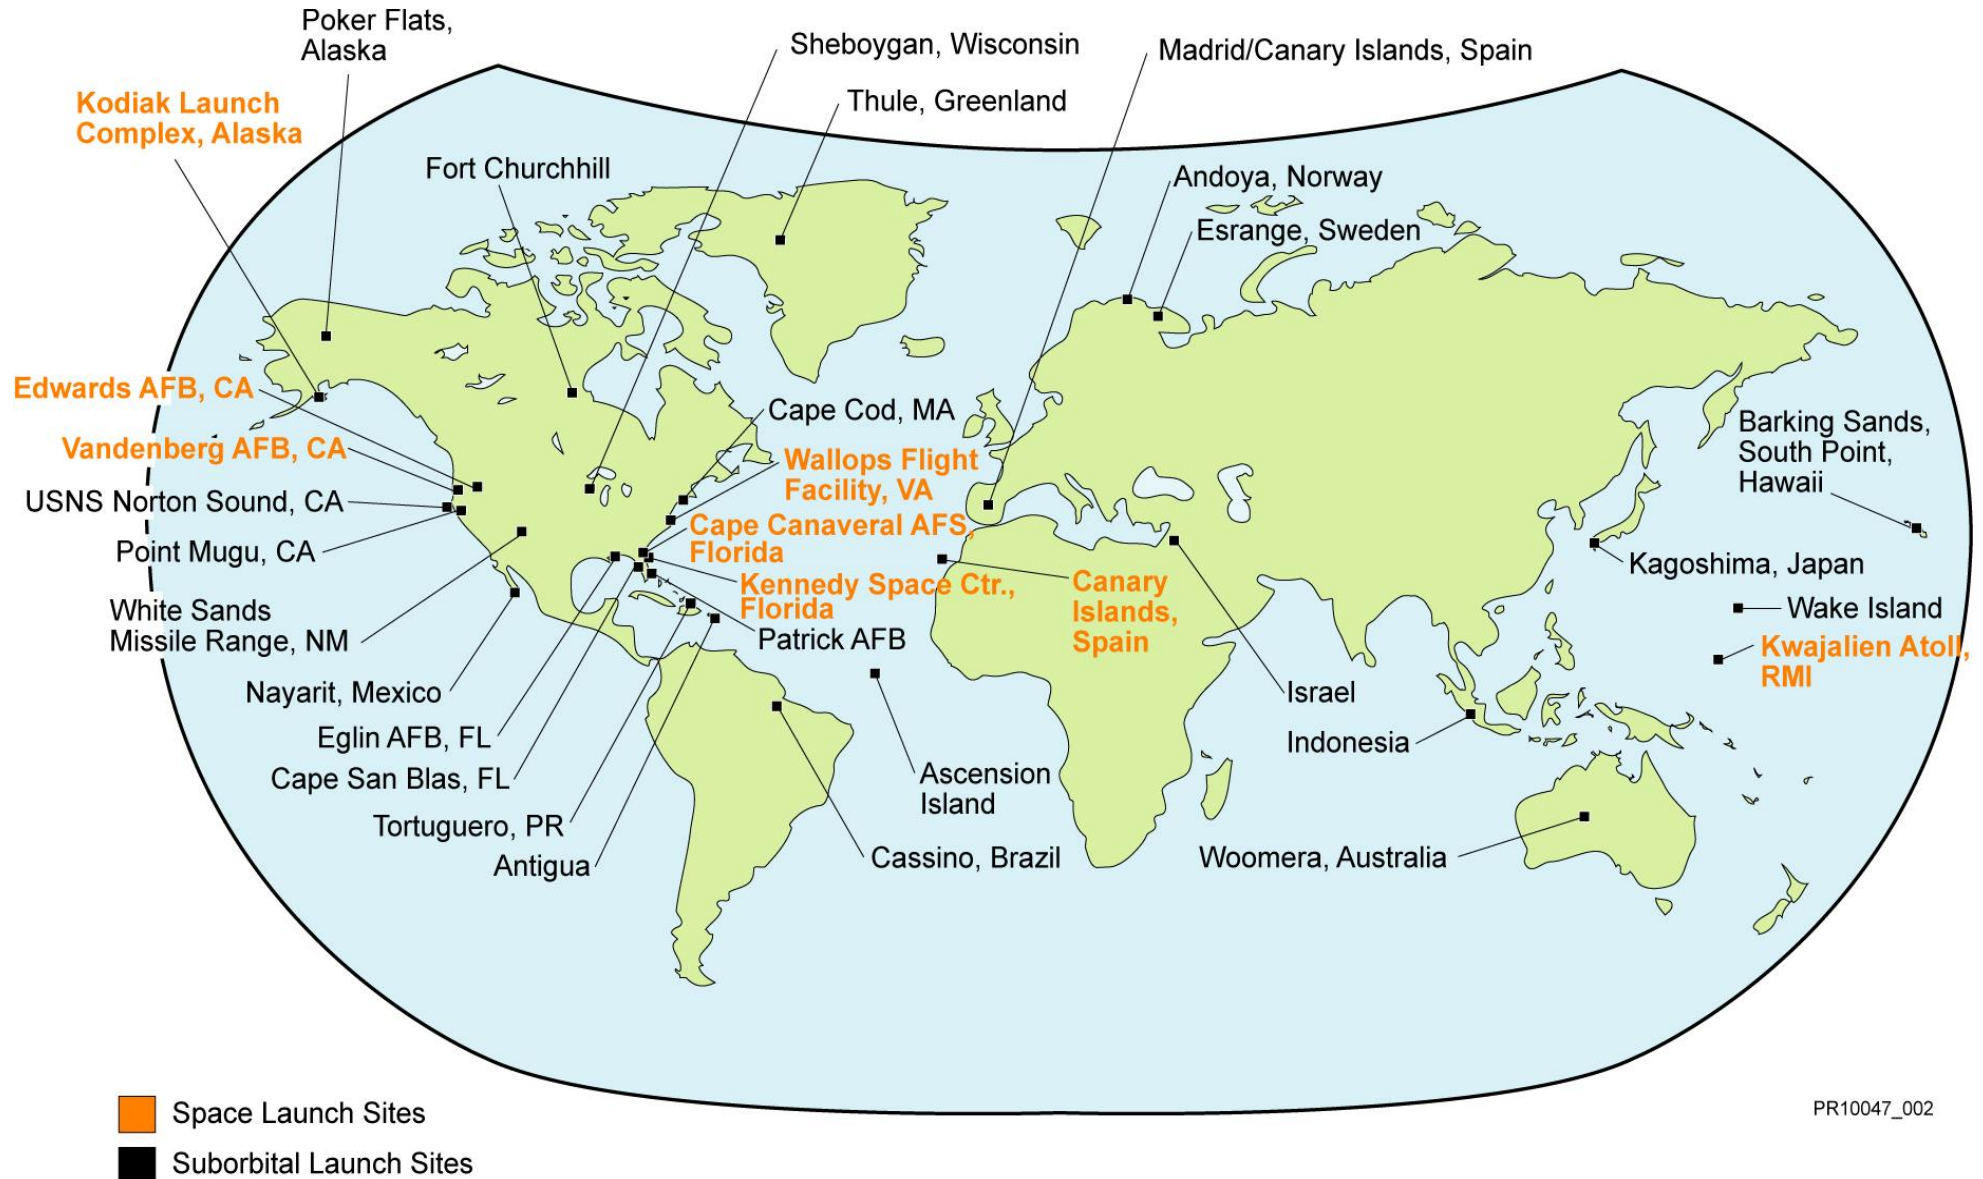 Poker Flats,
Alaska
Sheboygan, Wisconsin
Madrid/Canary Islands, Spain
Kodiak Launch
Complex, Alaska
Thule, Greenland
Fort Churchhill
Andoya, Norway
Esrange, Sweden
Edwards AFB, CA
Cape Cod, MA
Barking Sands,
South Point,
Hawaii
Vandenberg AFB, CA
Wallops Flight
Facility, VA
USNS Norton Sound, CA
Cape Canaveral AFS,
Florida
Point Mugu, CA
Kagoshima, Japan
Kennedy Space Ctr.,
Florida
Canary
Islands,
Spain
White Sands
Missile Range, NM
Wake Island
Patrick AFB
Kwajalien Atoll,
RMI
Nayarit, Mexico
Israel
Eglin AFB, FL
Indonesia
Cape San Blas, FL
Ascension
Island
Tortuguero, PR
Antigua
Cassino, Brazil
Woomera, Australia
Space Launch Sites
Suborbital Launch Sites
PR10047_002